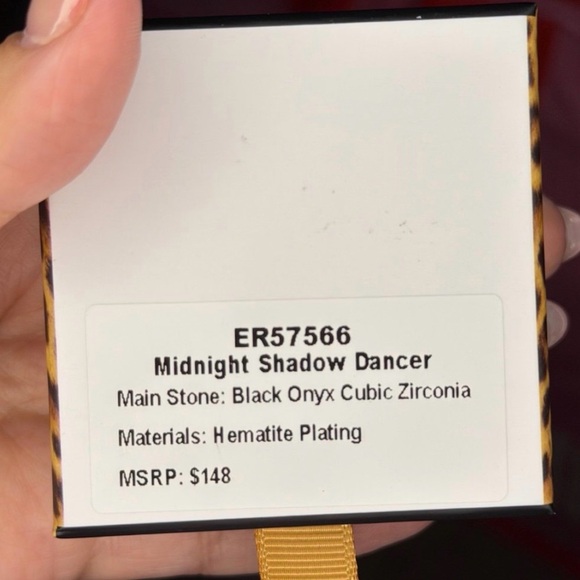 ER57566
Midnight Shadow Dancer
Main Stone: Black Onyx Cubic Zirconia
Materials: Hematite Plating
MSRP: $148